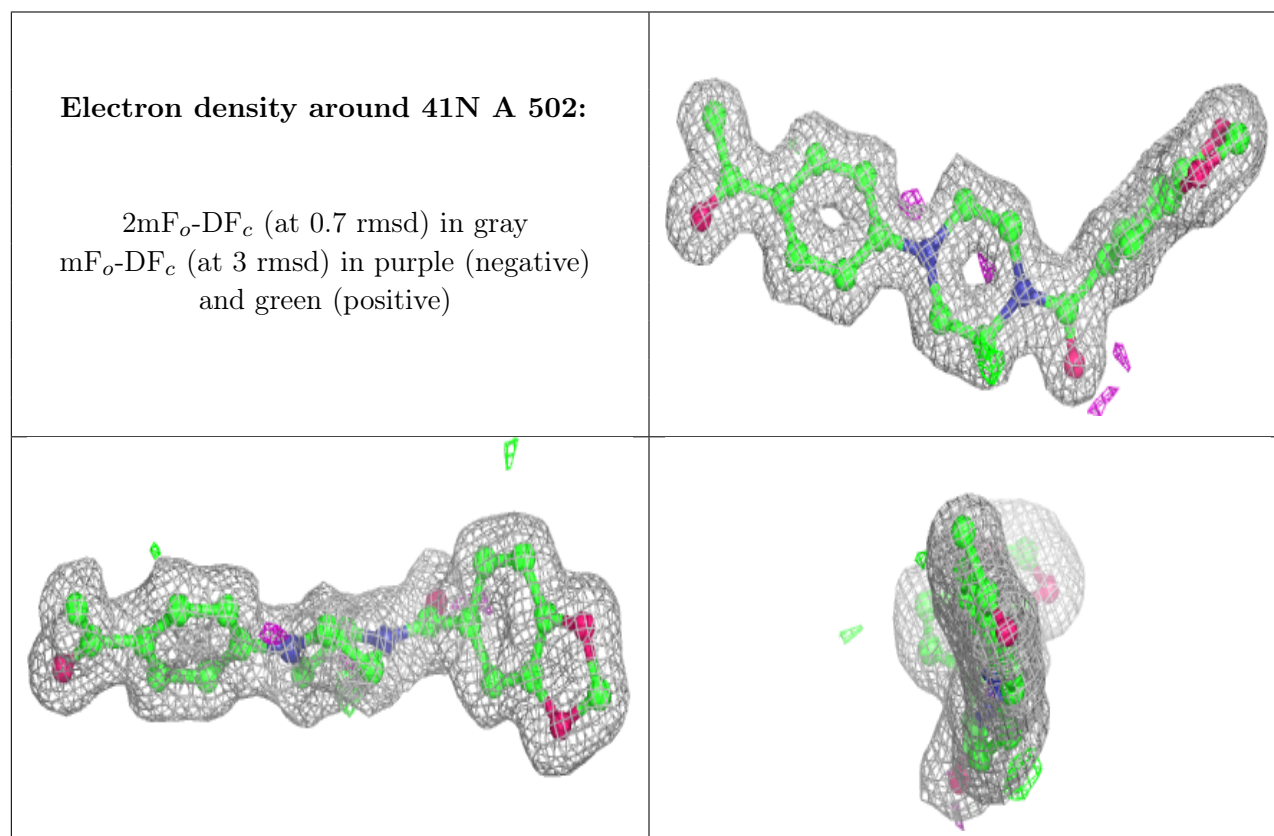 Electron density around 41N A 502:
2mFo-DFc (at 0.7 rmsd) in gray
mFo-DFc (at 3 rmsd) in purple (negative)
and green (positive)